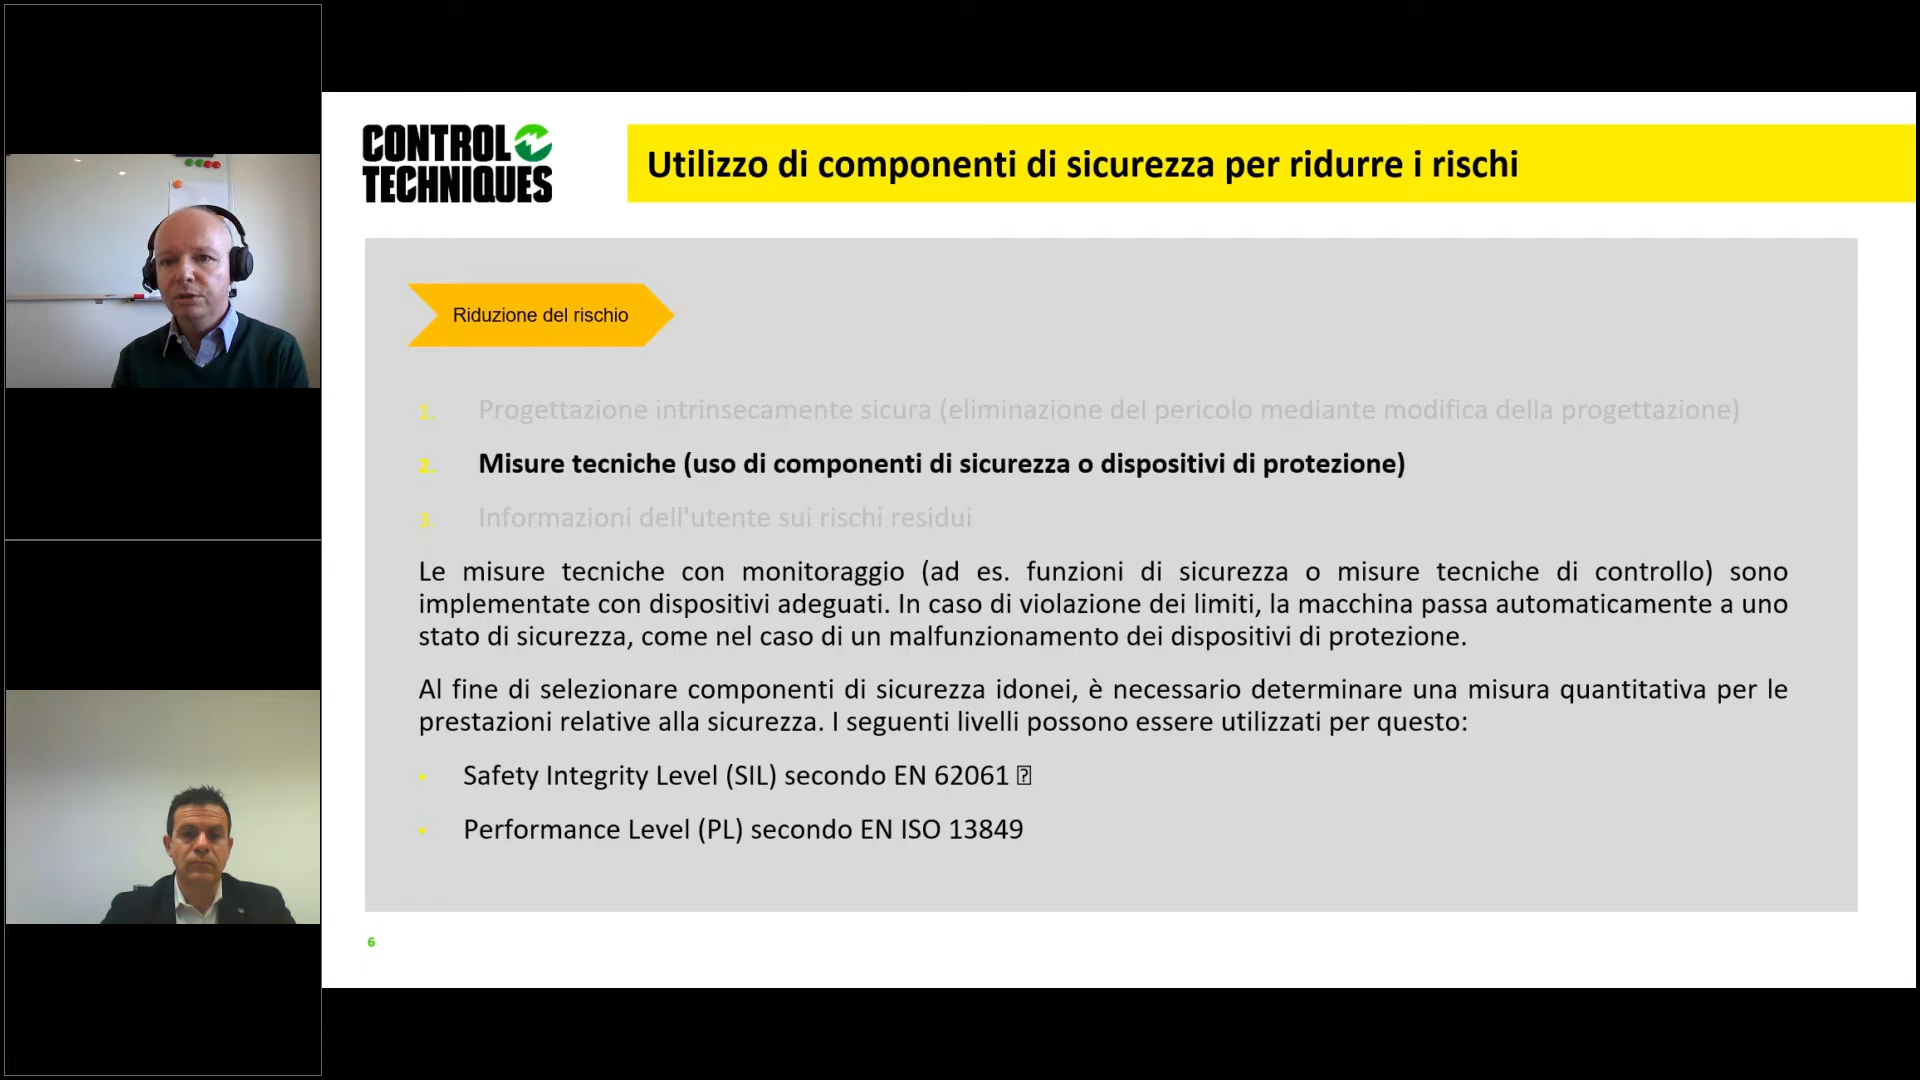 CONTROL
TECHNIQUES
Utilizzo di componenti di sicurezza per ridurre i rischi
Riduzione del rischio
1. Progettazione intrinsecamente sicura (eliminazione del pericolo mediante modifica della progettazione)
2. Misure tecniche (uso di componenti di sicurezza o dispositivi di protezione)
3. Informazioni dell'utente sui rischi residui
Le misure tecniche con monitoraggio (ad es. funzioni di sicurezza o misure tecniche di controllo) sono
implementate con dispositivi adeguati. In caso di violazione dei limiti, la macchina passa automaticamente a uno
stato di sicurezza, come nel caso di un malfunzionamento dei dispositivi di protezione.
Al fine di selezionare componenti di sicurezza idonei, è necessario determinare una misura quantitativa per le
prestazioni relative alla sicurezza. I seguenti livelli possono essere utilizzati per questo:
Safety Integrity Level (SIL) secondo EN 62061 ⍰
Performance Level (PL) secondo EN ISO 13849
6